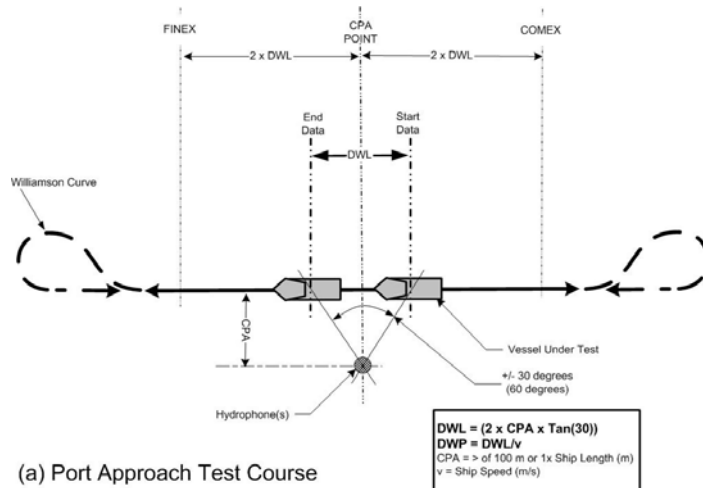 CPA
POINT
FINEX
COMEX
2 x DWL
2 x DWL
End
Data
Start
Data
DWL
Williamson Curve
CPA
Vessel Under Test
+/- 30 degrees
(60 degrees)
Hydrophone(s)
DWL = (2 x CPA x Tan(30))
DWP = DWL/v
CPA = > of 100 m or 1x Ship Length (m)
v = Ship Speed (m/s)
(a) Port Approach Test Course